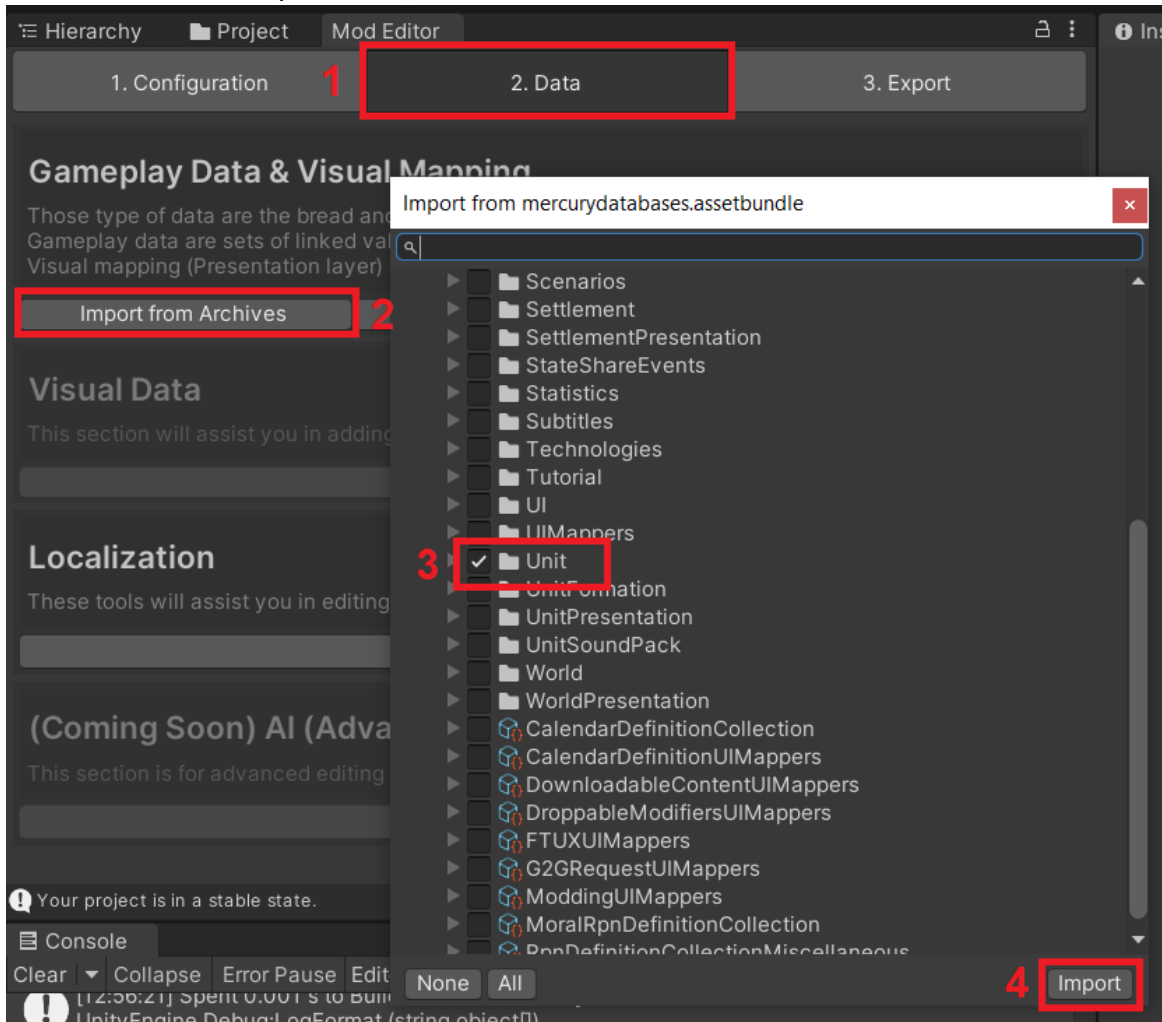 Hierarchy Project Mod Editor
Ins
1. Configuration 1 2. Data 3. Export
Gameplay Data & Visual Mapping
Those type of data are the bread and
Gameplay data are sets of linked val
Visual mapping (Presentation layer)
Import from Archives 2
Visual Data
This section will assist you in adding
Localization
These tools will assist you in editing
(Coming Soon) AI (Adva
This section is for advanced editing
Your project is in a stable state.
Console
Clear Collapse Error Pause Edit
[12:56:21] Spent 0.001 s to Buil
UnityEngine.Debug:LogFormat (string,object[])
Import from mercurydatabases.assetbundle
Scenarios
Settlement
SettlementPresentation
StateShareEvents
Statistics
Subtitles
Technologies
Tutorial
UI
UIMappers
3 Unit
UnitFormation
UnitPresentation
UnitSoundPack
World
WorldPresentation
CalendarDefinitionCollection
CalendarDefinitionUIMappers
DownloadableContentUIMappers
DroppableModifiersUIMappers
FTUXUIMappers
G2GRequestUIMappers
ModdingUIMappers
MoralRpnDefinitionCollection
RpnDefinitionCollectionMiscellaneous
None All 4 Import